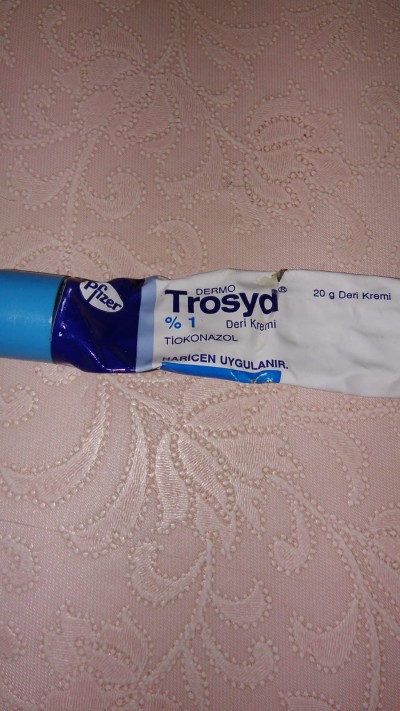 Pfizer
DERMO
Trosyd®
20 g Deri Kremi
% 1 Deri Kremi
TİOKONAZOL
HARİCEN UYGULANIR.